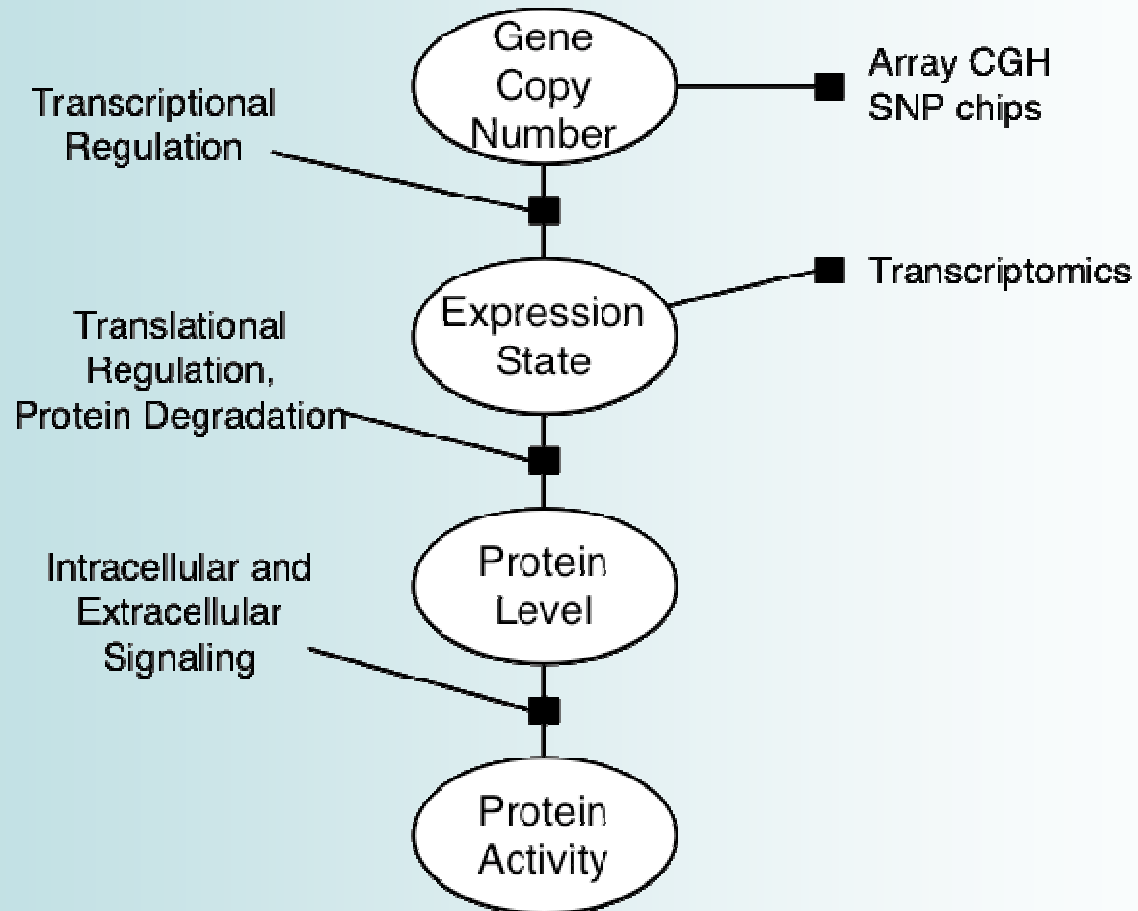 Gene
Copy
Number
Array CGH
SNP chips
Transcriptional
Regulation
Transcriptomics
Expression
State
Translational
Regulation,
Protein Degradation
Protein
Level
Intracellular and
Extracellular
Signaling
Protein
Activity